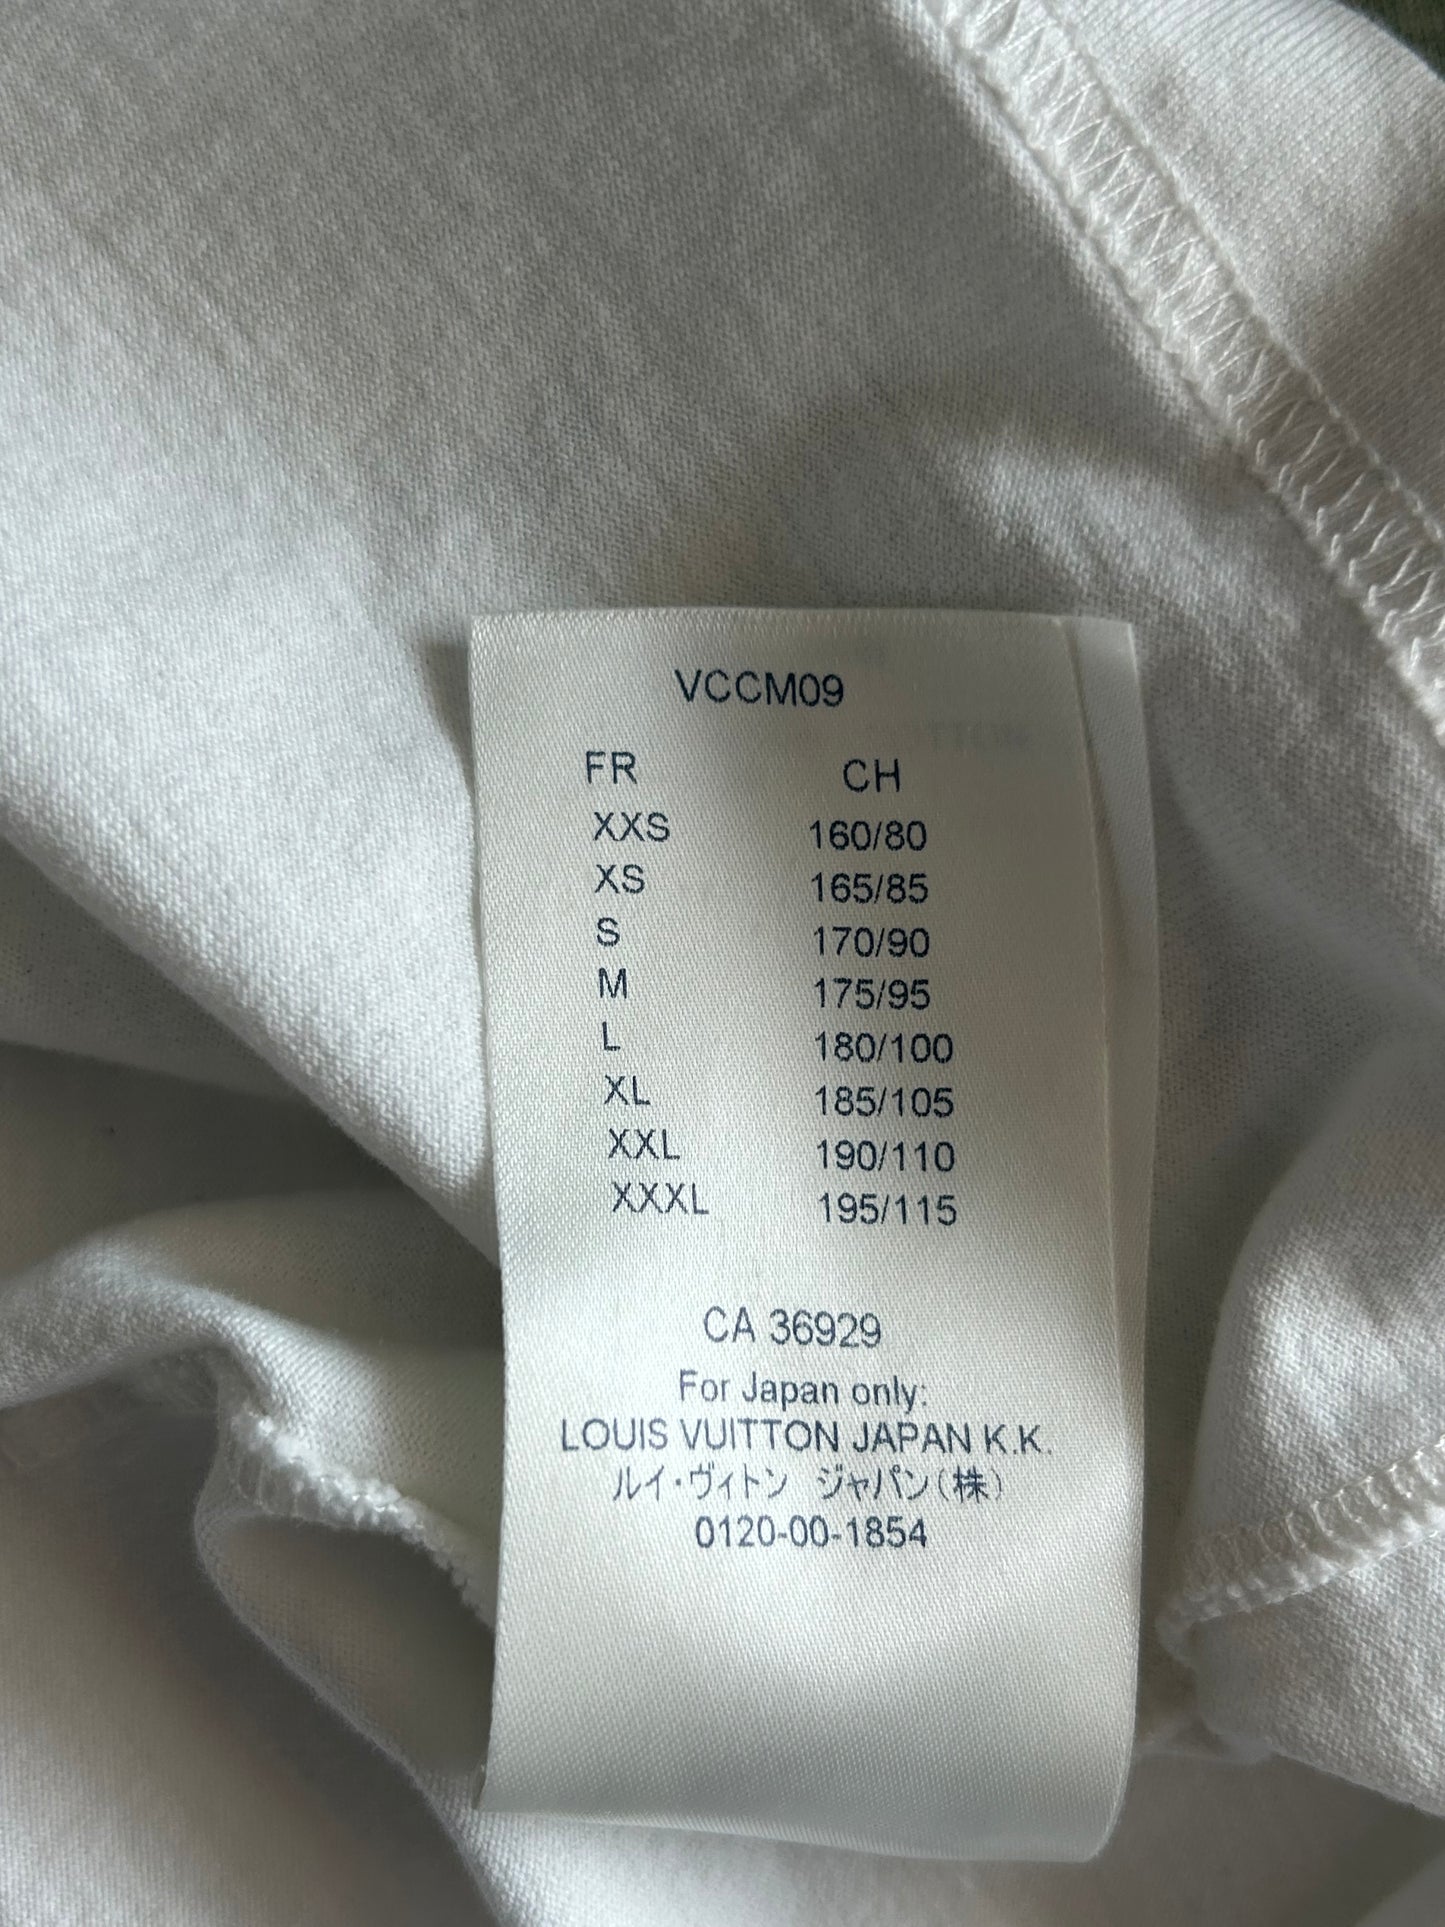 VCCM09
FR CH
XXS 160/80
XS 165/85
S 170/90
M 175/95
L 180/100
XL 185/105
XXL 190/110
XXXL 195/115
CA 36929
For Japan only:
LOUIS VUITTON JAPAN K.K.
ルイ・ヴィトン ジャパン(株)
0120-00-1854